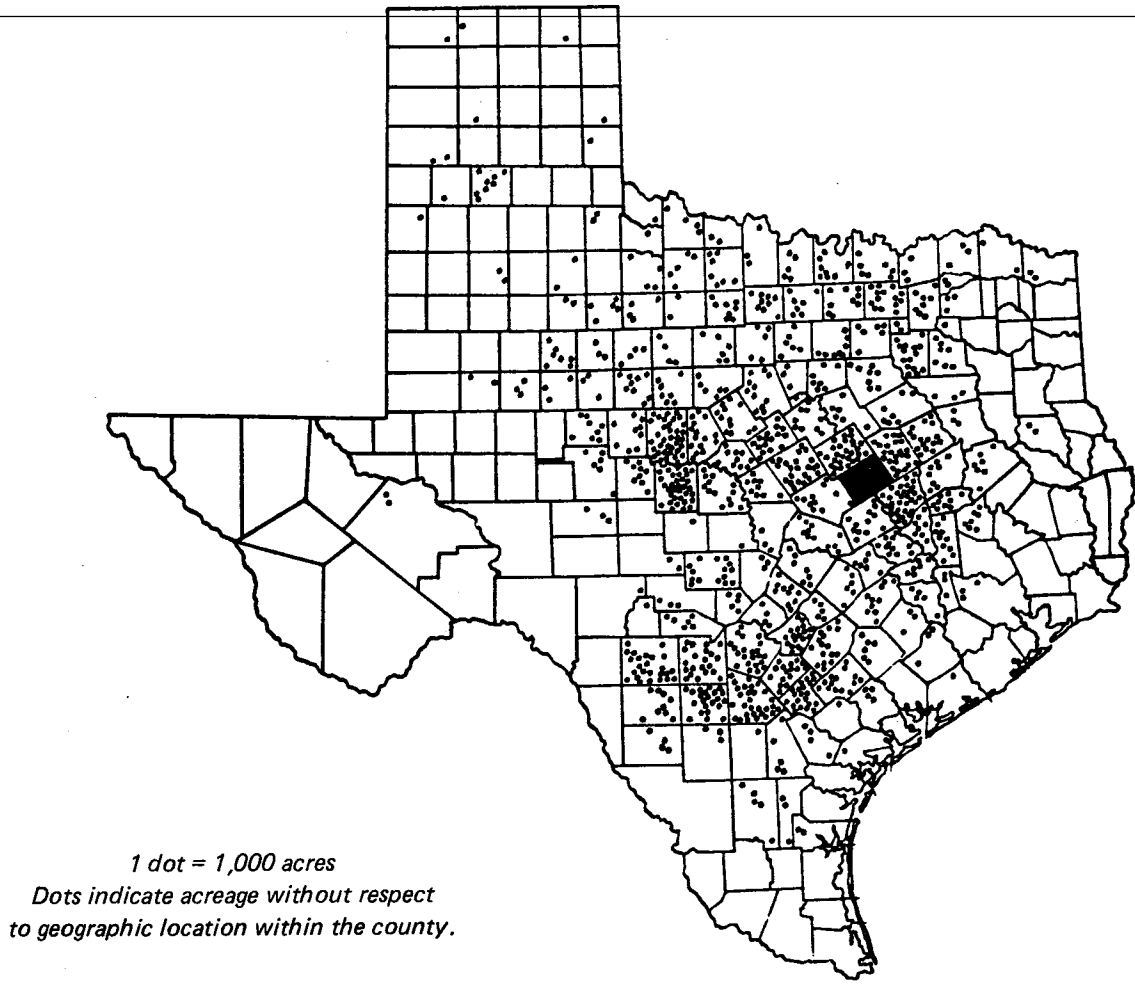 1 dot = 1,000 acres
Dots indicate acreage without respect
to geographic location within the county.